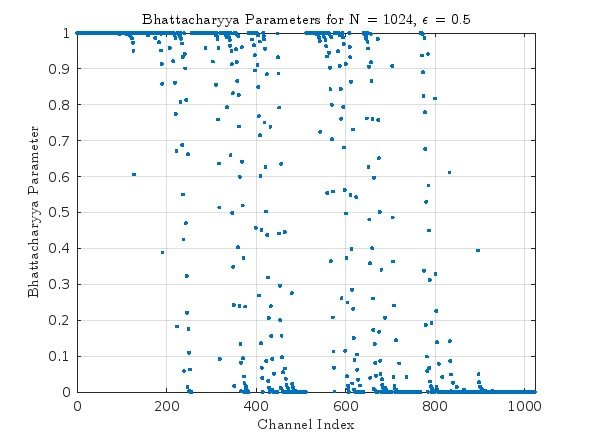 Bhattacharyya Parameters for N = 1024, ϵ = 0.5
1
0.9
0.8
0.7
0.6
0.5
0.4
0.3
0.2
0.1
0
Bhattacharyya Parameter
0 200 400 600 800 1000
Channel Index